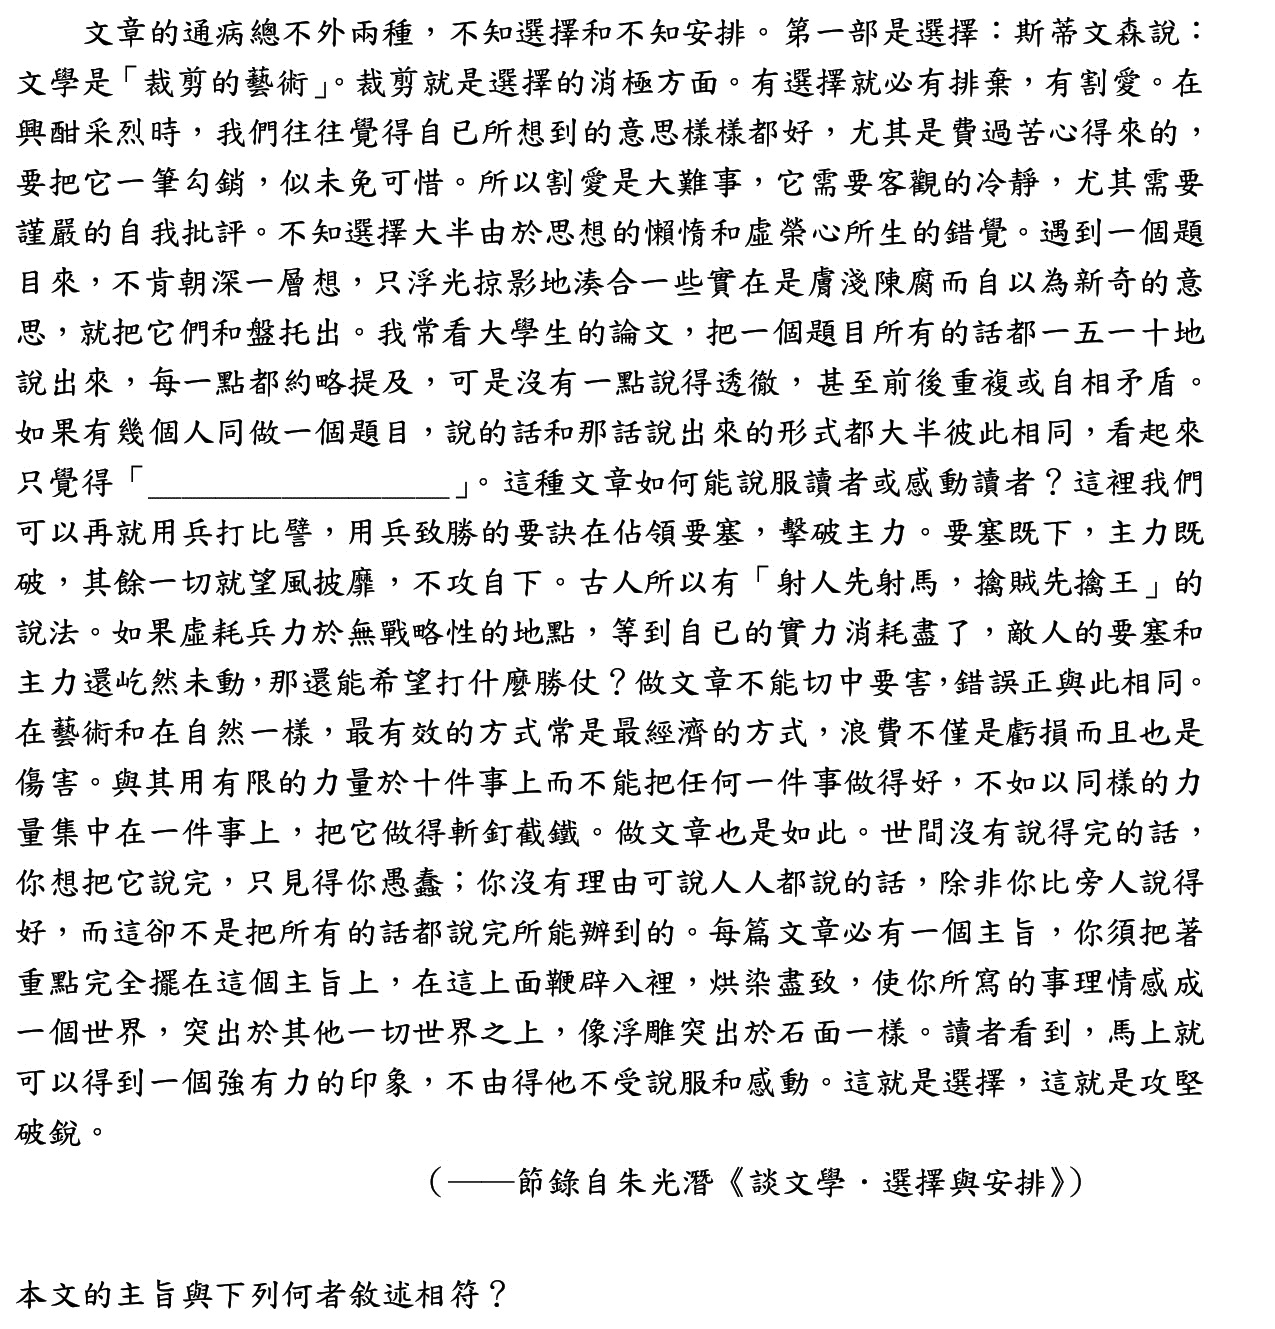 文章的通病總不外兩種，不知選擇和不知安排。第一部是選擇：斯蒂文森說：
文學是「裁剪的藝術」。裁剪就是選擇的消極方面。有選擇就必有排棄，有割愛。在
興酣采烈時，我們往往覺得自己所想到的意思樣樣都好，尤其是費過苦心得來的，
要把它一筆勾銷，似未免可惜。所以割愛是大難事，它需要客觀的冷靜，尤其需要
謹嚴的自我批評。不知選擇大半由於思想的懶惰和虛榮心所生的錯覺。遇到一個題
目來，不肯朝深一層想，只浮光掠影地湊合一些實在是膚淺陳腐而自以為新奇的意
思，就把它們和盤托出。我常看大學生的論文，把一個題目所有的話都一五一十地
說出來，每一點都約略提及，可是沒有一點說得透徹，甚至前後重複或自相矛盾。
如果有幾個人同做一個題目，說的話和那話說出來的形式都大半彼此相同，看起來
只覺得「__________________」。這種文章如何能說服讀者或感動讀者？這裡我們
可以再就用兵打比譬，用兵致勝的要訣在佔領要塞，擊破主力。要塞既下，主力既
破，其餘一切就望風披靡，不攻自下。古人所以有「射人先射馬，擒賊先擒王」的
說法。如果虛耗兵力於無戰略性的地點，等到自己的實力消耗盡了，敵人的要塞和
主力還屹然未動，那還能希望打什麼勝仗？做文章不能切中要害，錯誤正與此相同。
在藝術和在自然一樣，最有效的方式常是最經濟的方式，浪費不僅是虧損而且也是
傷害。與其用有限的力量於十件事上而不能把任何一件事做得好，不如以同樣的力
量集中在一件事上，把它做得斬釘截鐵。做文章也是如此。世間沒有說得完的話，
你想把它說完，只見得你愚蠢；你沒有理由可說人人都說的話，除非你比旁人說得
好，而這卻不是把所有的話都說完所能辦到的。每篇文章必有一個主旨，你須把著
重點完全擺在這個主旨上，在這上面鞭辟入裡，烘染盡致，使你所寫的事理情感成
一個世界，突出於其他一切世界之上，像浮雕突出於石面一樣。讀者看到，馬上就
可以得到一個強有力的印象，不由得他不受說服和感動。這就是選擇，這就是攻堅
破銳。
（——節錄自朱光潛《談文學．選擇與安排》）
本文的主旨與下列何者敘述相符？